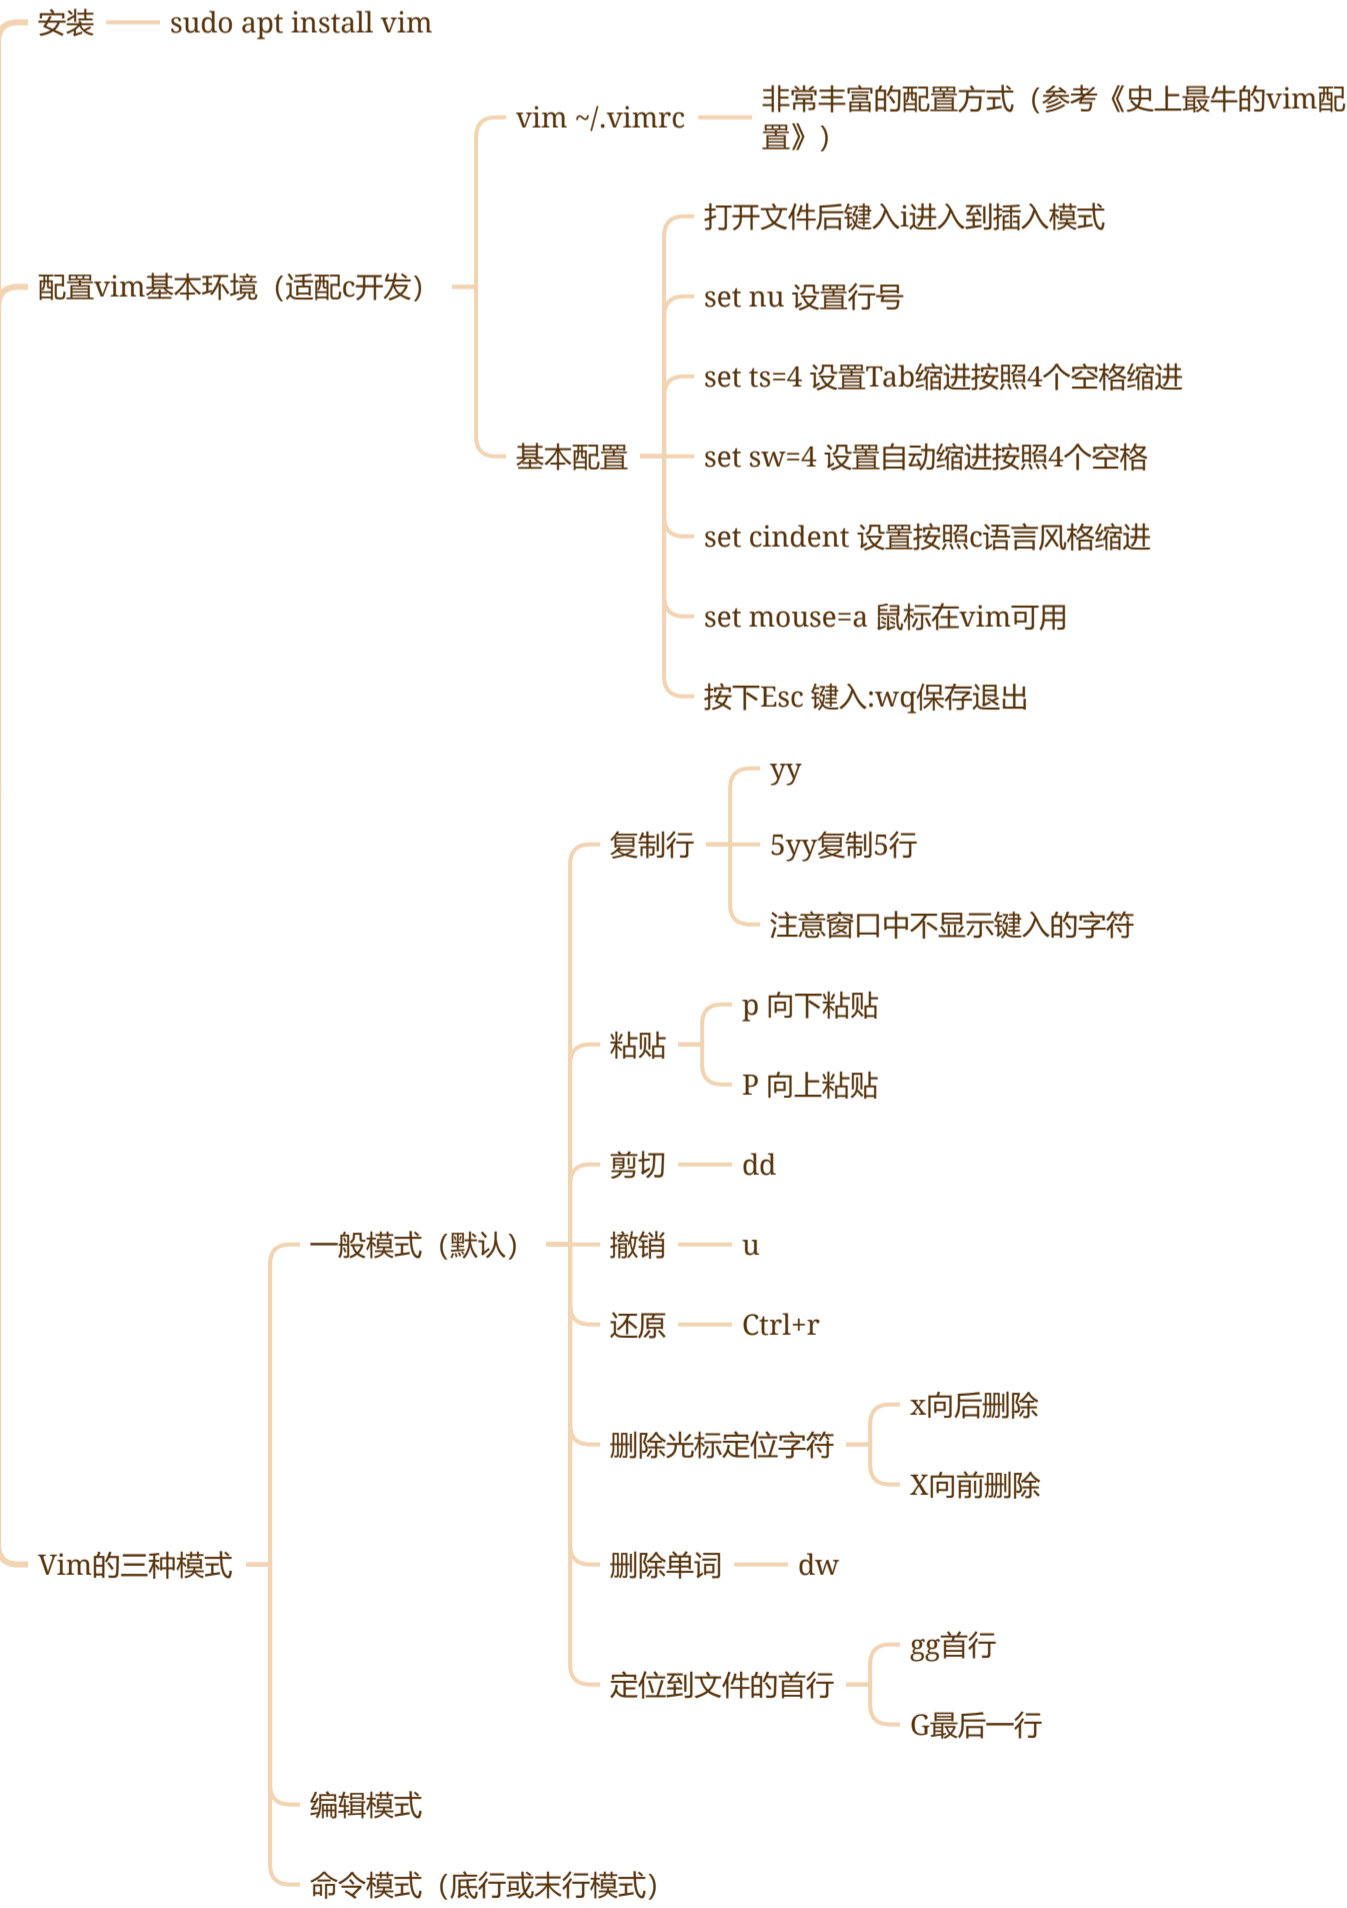 安装
sudo apt install vim
配置vim基本环境（适配c开发）
vim ~/.vimrc
非常丰富的配置方式（参考《史上最牛的vim配
置》）
基本配置
打开文件后键入i进入到插入模式
set nu 设置行号
set ts=4 设置Tab缩进按照4个空格缩进
set sw=4 设置自动缩进按照4个空格
set cindent 设置按照c语言风格缩进
set mouse=a 鼠标在vim可用
按下Esc 键入:wq保存退出
Vim的三种模式
一般模式（默认）
复制行
yy
5yy复制5行
注意窗口中不显示键入的字符
粘贴
p 向下粘贴
P 向上粘贴
剪切
dd
撤销
u
还原
Ctrl+r
删除光标定位字符
x向后删除
X向前删除
删除单词
dw
定位到文件的首行
gg首行
G最后一行
编辑模式
命令模式（底行或末行模式）